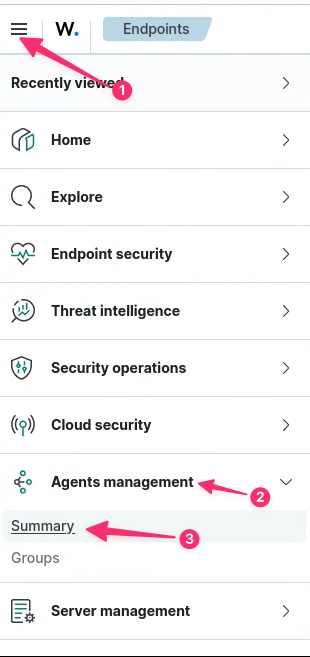 W. Endpoints
Recently viewed
1
Home
Explore
Endpoint security
Threat intelligence
Security operations
Cloud security
Agents management
2
Summary
3
Groups
Server management